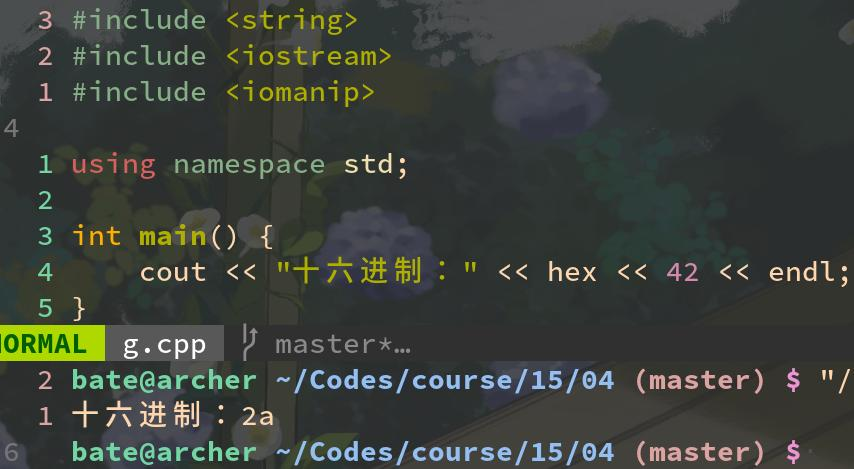 3 #include <string>
2 #include <iostream>
1 #include <iomanip>
4
1 using namespace std;
2
3 int main() {
4     cout << "十六进制：" << hex << 42 << endl;
5 }
NORMAL g.cpp master*…
2 bate@archer ~/Codes/course/15/04 (master) $ "/
1 十六进制：2a
6 bate@archer ~/Codes/course/15/04 (master) $